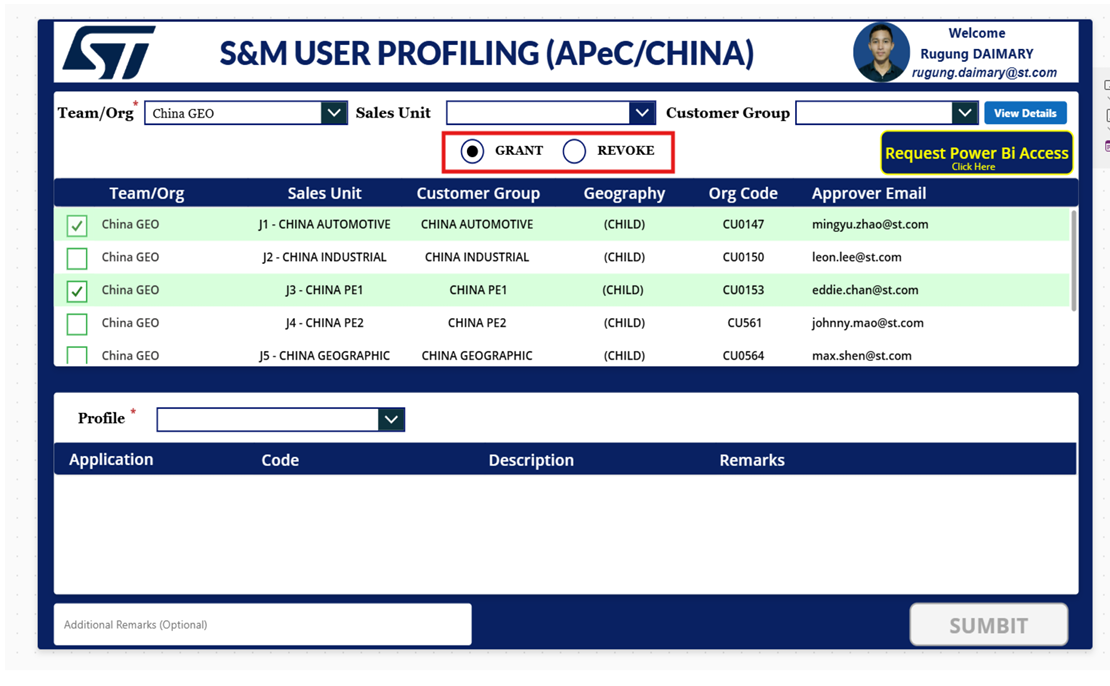 ST
S&M USER PROFILING (APeC/CHINA)
Welcome
Rugung DAIMARY
rugung.daimary@st.com
Team/Org * China GEO Sales Unit Customer Group View Details
GRANT REVOKE
Request Power Bi Access
Click Here
Team/Org Sales Unit Customer Group Geography Org Code Approver Email
China GEO J1 - CHINA AUTOMOTIVE CHINA AUTOMOTIVE (CHILD) CU0147 mingyu.zhao@st.com
China GEO J2 - CHINA INDUSTRIAL CHINA INDUSTRIAL (CHILD) CU0150 leon.lee@st.com
China GEO J3 - CHINA PE1 CHINA PE1 (CHILD) CU0153 eddie.chan@st.com
China GEO J4 - CHINA PE2 CHINA PE2 (CHILD) CU561 johnny.mao@st.com
China GEO J5 - CHINA GEOGRAPHIC CHINA GEOGRAPHIC (CHILD) CU0564 max.shen@st.com
Profile *
Application Code Description Remarks
Additional Remarks (Optional)
SUMBIT